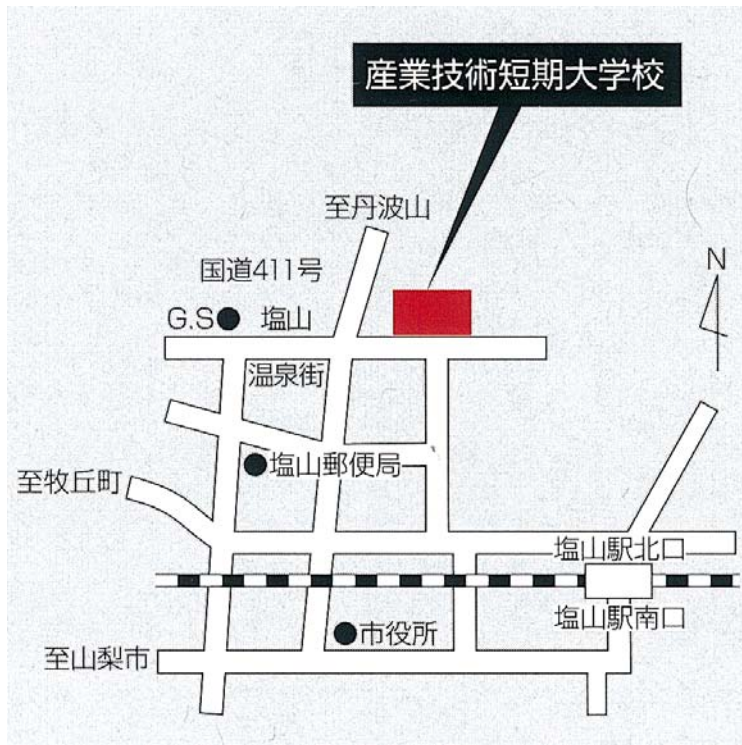 産業技術短期大学校
至丹波山
国道411号
N
G.S
塩山
温泉街
塩山郵便局
至牧丘町
塩山駅北口
塩山駅南口
市役所
至山梨市